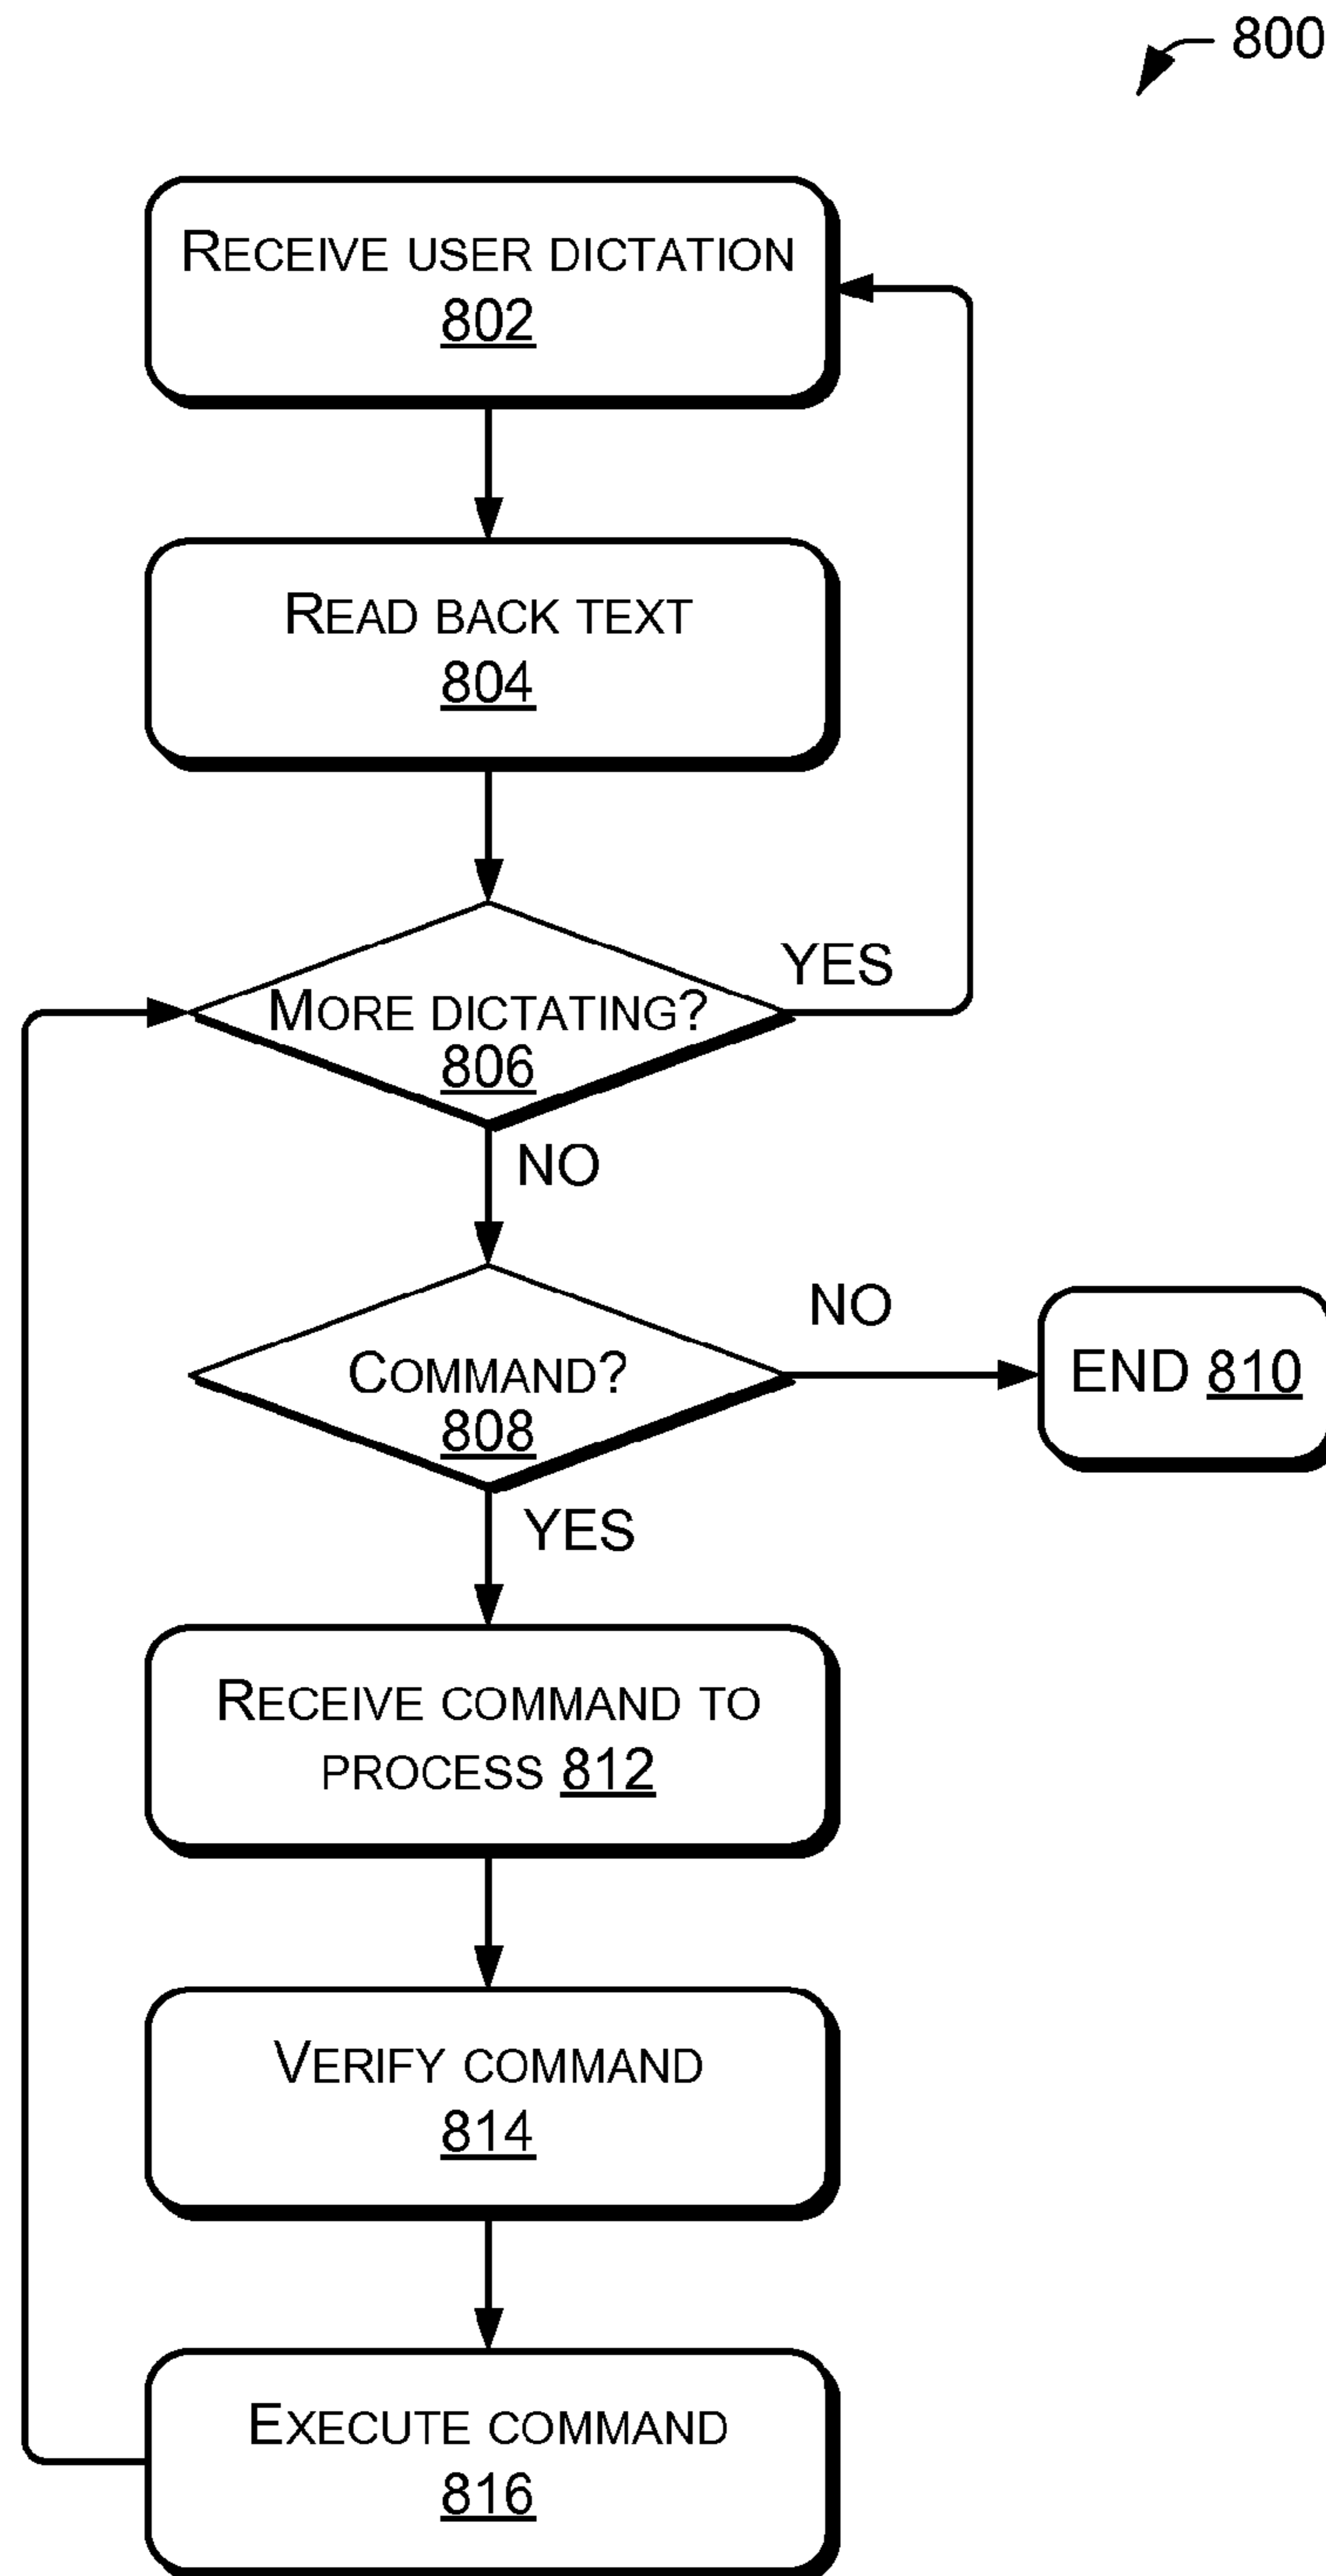 800
RECEIVE USER DICTATION
802
READ BACK TEXT
804
YES
MORE DICTATING?
806
NO
NO
COMMAND?
808
END 810
YES
RECEIVE COMMAND TO
PROCESS 812
VERIFY COMMAND
814
EXECUTE COMMAND
816